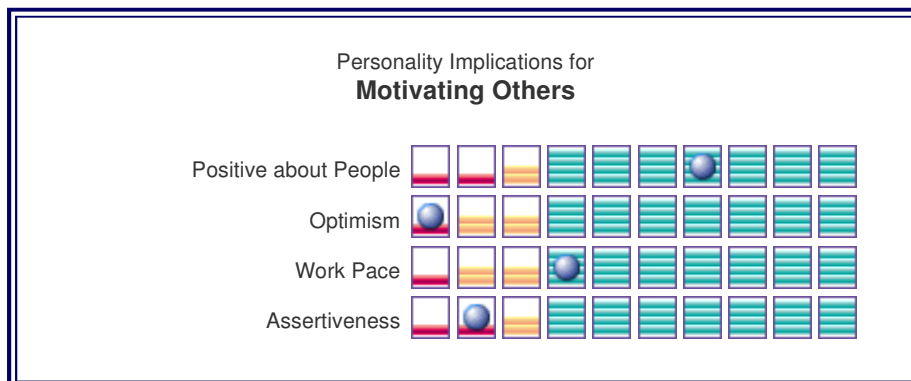 Personality Implications for
Motivating Others
Positive about People
Optimism
Work Pace
Assertiveness